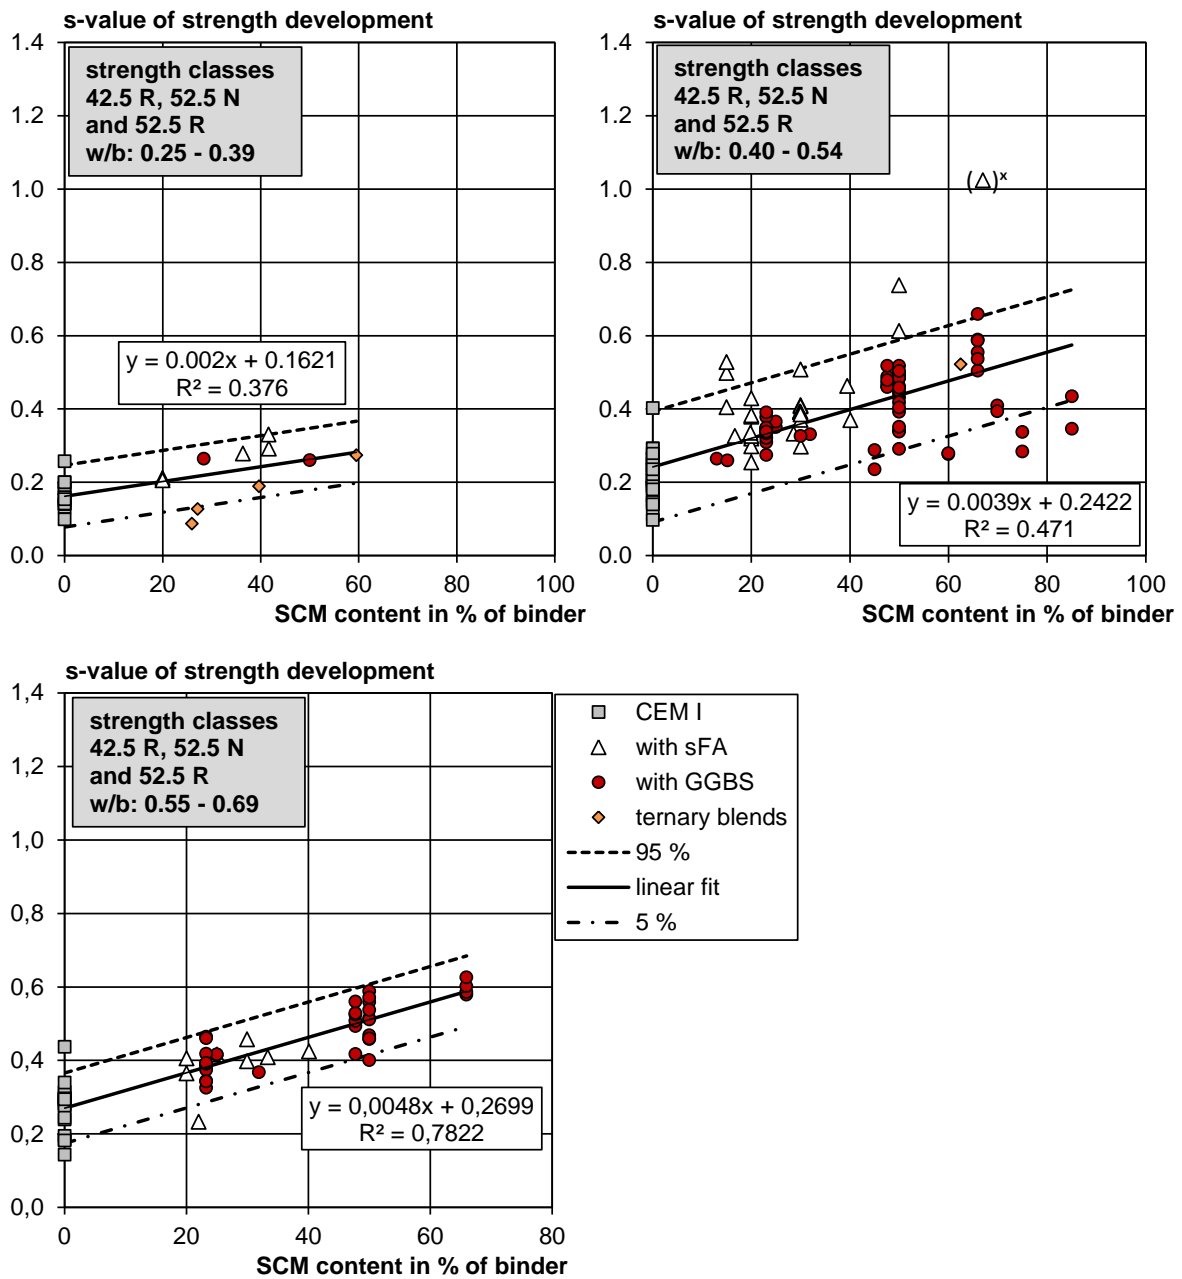 s-value of strength development
1.4
1.2
1.0
0.8
0.6
0.4
0.2
0.0
strength classes
42.5 R, 52.5 N
and 52.5 R
w/b: 0.25 - 0.39
y = 0.002x + 0.1621
R² = 0.376
0 20 40 60 80 100
SCM content in % of binder
s-value of strength development
1.4
1.2
1.0
0.8
0.6
0.4
0.2
0.0
strength classes
42.5 R, 52.5 N
and 52.5 R
w/b: 0.40 - 0.54
( )x
y = 0.0039x + 0.2422
R² = 0.471
0 20 40 60 80 100
SCM content in % of binder
s-value of strength development
1,4
1,2
1,0
0,8
0,6
0,4
0,2
0,0
strength classes
42.5 R, 52.5 N
and 52.5 R
w/b: 0.55 - 0.69
y = 0,0048x + 0,2699
R² = 0,7822
0 20 40 60 80
SCM content in % of binder
CEM I
with sFA
with GGBS
ternary blends
95 %
linear fit
5 %